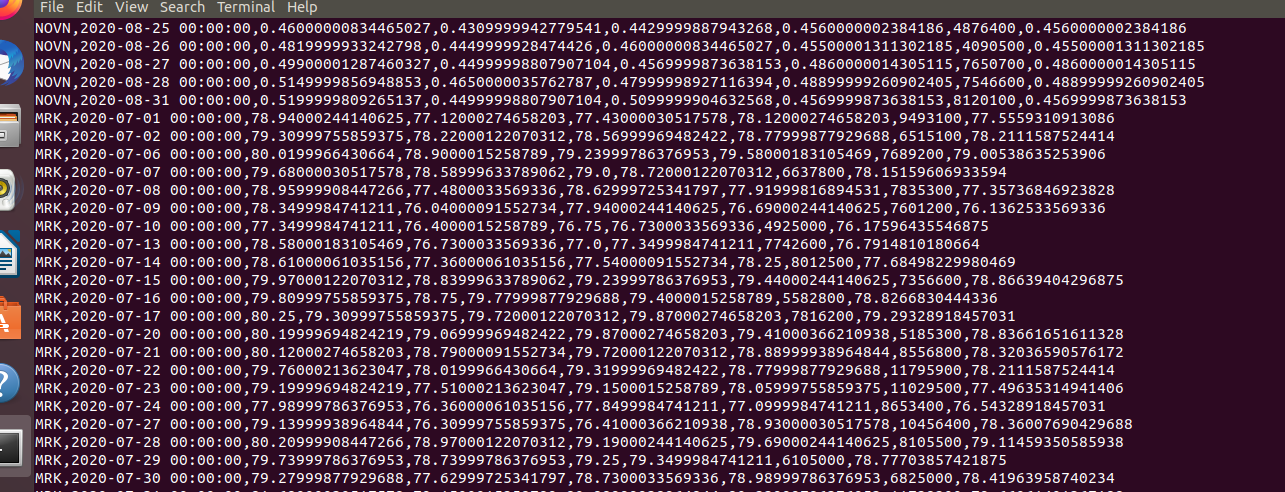 File Edit View Search Terminal Help
NOVN,2020-08-25 00:00:00,0.46000000834465027,0.4309999942779541,0.4429999887943268,0.4560000002384186,4876400,0.4560000002384186
NOVN,2020-08-26 00:00:00,0.4819999933242798,0.4449999928474426,0.46000000834465027,0.45500001311302185,4090500,0.45500001311302185
NOVN,2020-08-27 00:00:00,0.49900001287460327,0.44999998807907104,0.4569999873638153,0.4860000014305115,7650700,0.4860000014305115
NOVN,2020-08-28 00:00:00,0.5149999856948853,0.4650000035762787,0.47999998927116394,0.48899999260902405,7546600,0.48899999260902405
NOVN,2020-08-31 00:00:00,0.5199999809265137,0.44999998807907104,0.5099999904632568,0.4569999873638153,8120100,0.4569999873638153
MRK,2020-07-01 00:00:00,78.94000244140625,77.12000274658203,77.43000030517578,78.12000274658203,9493100,77.5559310913086
MRK,2020-07-02 00:00:00,79.30999755859375,78.22000122070312,78.56999969482422,78.77999877929688,6515100,78.2111587524414
MRK,2020-07-06 00:00:00,80.0199966430664,78.9000015258789,79.23999786376953,79.58000183105469,7689200,79.00538635253906
MRK,2020-07-07 00:00:00,79.68000030517578,78.58999633789062,79.0,78.72000122070312,6637800,78.15159606933594
MRK,2020-07-08 00:00:00,78.95999908447266,77.4800033569336,78.62999725341797,77.91999816894531,7835300,77.35736846923828
MRK,2020-07-09 00:00:00,78.3499984741211,76.04000091552734,77.94000244140625,76.69000244140625,7601200,76.1362533569336
MRK,2020-07-10 00:00:00,77.3499984741211,76.4000015258789,76.75,76.7300033569336,4925000,76.17596435546875
MRK,2020-07-13 00:00:00,78.58000183105469,76.7300033569336,77.0,77.3499984741211,7742600,76.7914810180664
MRK,2020-07-14 00:00:00,78.61000061035156,77.36000061035156,77.54000091552734,78.25,8012500,77.68498229980469
MRK,2020-07-15 00:00:00,79.97000122070312,78.83999633789062,79.23999786376953,79.44000244140625,7356600,78.86639404296875
MRK,2020-07-16 00:00:00,79.80999755859375,78.75,79.77999877929688,79.4000015258789,5582800,78.8266830444336
MRK,2020-07-17 00:00:00,80.25,79.30999755859375,79.72000122070312,79.87000274658203,7816200,79.29328918457031
MRK,2020-07-20 00:00:00,80.19999694824219,79.06999969482422,79.87000274658203,79.41000366210938,5185300,78.83661651611328
MRK,2020-07-21 00:00:00,80.12000274658203,78.79000091552734,79.72000122070312,78.88999938964844,8556800,78.32036590576172
MRK,2020-07-22 00:00:00,79.76000213623047,78.0199966430664,79.31999969482422,78.77999877929688,11795900,78.2111587524414
MRK,2020-07-23 00:00:00,79.19999694824219,77.51000213623047,79.1500015258789,78.05999755859375,11029500,77.49635314941406
MRK,2020-07-24 00:00:00,77.98999786376953,76.36000061035156,77.8499984741211,77.0999984741211,8653400,76.54328918457031
MRK,2020-07-27 00:00:00,79.13999938964844,76.30999755859375,76.41000366210938,78.93000030517578,10456400,78.36007690429688
MRK,2020-07-28 00:00:00,80.20999908447266,78.97000122070312,79.19000244140625,79.69000244140625,8105500,79.11459350585938
MRK,2020-07-29 00:00:00,79.73999786376953,78.73999786376953,79.25,79.3499984741211,6105000,78.77703857421875
MRK,2020-07-30 00:00:00,79.27999877929688,77.62999725341797,78.7300033569336,78.98999786376953,6825000,78.41963958740234